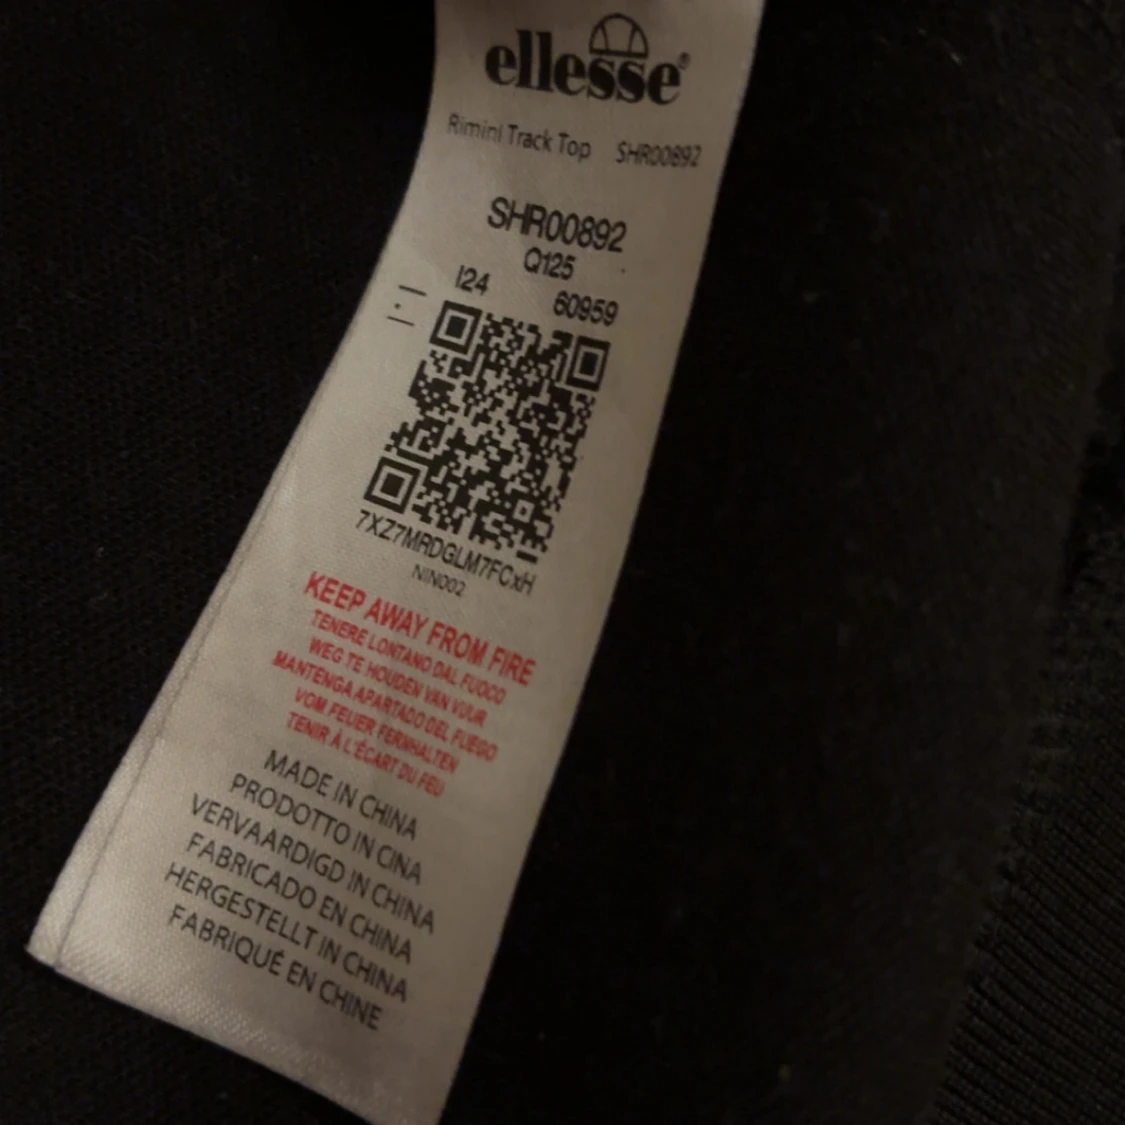 ellesse®
Rimini Track Top SHR00892
SHR00892
Q125
I24 60959
7XZ7MRDGLM7FCxH
NIN002
KEEP AWAY FROM FIRE
TENERE LONTANO DAL FUOCO
WEG TE HOUDEN VAN VUUR
MANTENGA APARTADO DEL FUEGO
VOM FEUER FERNHALTEN
TENIR À L'ÉCART DU FEU
MADE IN CHINA
PRODOTTO IN CINA
VERVAARDIGD IN CHINA
FABRICADO EN CHINA
HERGESTELLT IN CHINA
FABRIQUÉ EN CHINE